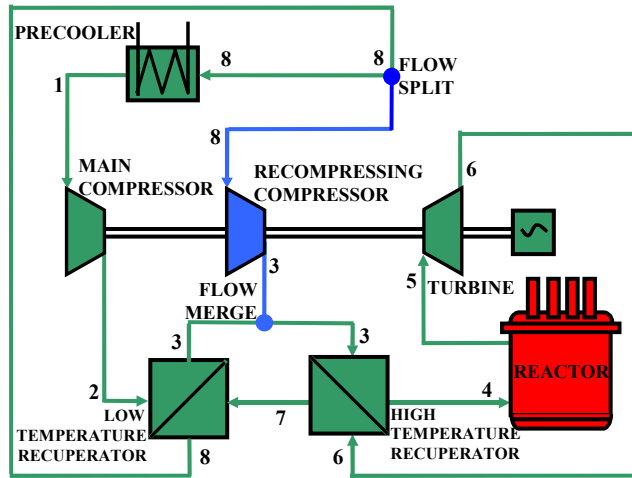 PRECOOLER
8
8
FLOW
SPLIT
1
8
6
MAIN
COMPRESSOR
RECOMPRESSING
COMPRESSOR
3
5
TURBINE
FLOW
MERGE
3
3
REACTOR
2
7
4
LOW
TEMPERATURE
RECUPERATOR
HIGH
TEMPERATURE
RECUPERATOR
8
6